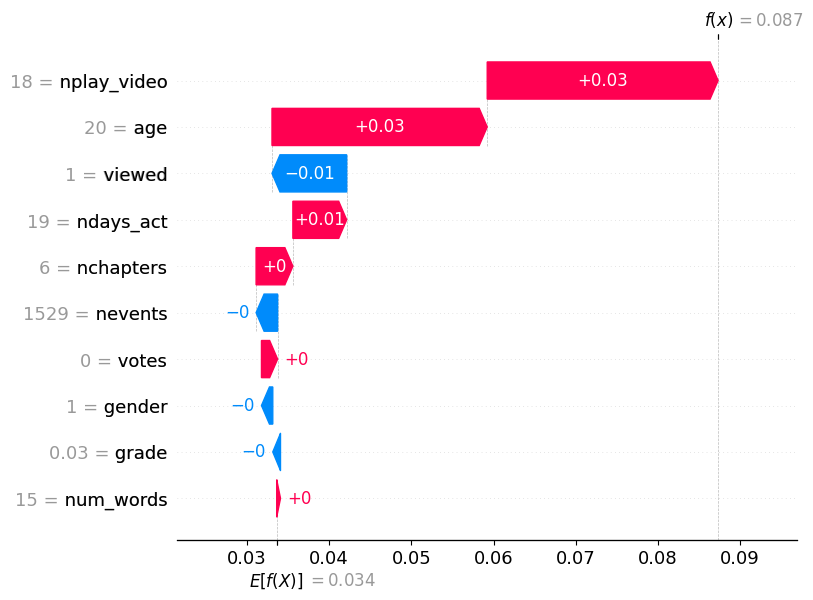 f(x) = 0.087
18 = nplay_video
+0.03
20 = age
+0.03
1 = viewed
−0.01
19 = ndays_act
+0.01
6 = nchapters
+0
1529 = nevents
−0
0 = votes
+0
1 = gender
−0
0.03 = grade
−0
15 = num_words
+0
0.03 0.04 0.05 0.06 0.07 0.08 0.09
E[f(X)] = 0.034